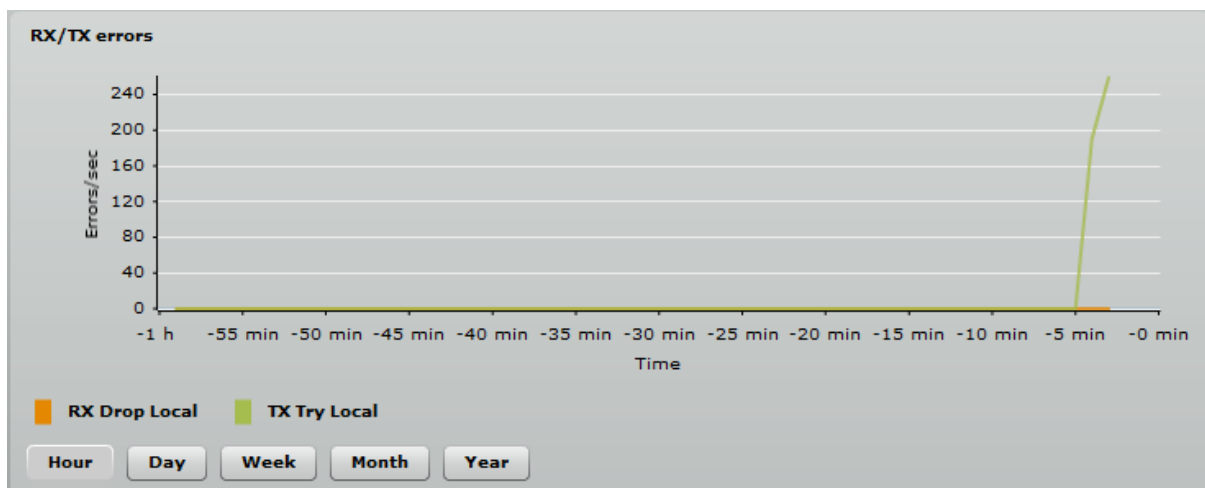 RX/TX errors
240
200
160
120
80
40
0
Errors/sec
-1 h -55 min -50 min -45 min -40 min -35 min -30 min -25 min -20 min -15 min -10 min -5 min -0 min
Time
RX Drop Local TX Try Local
Hour Day Week Month Year